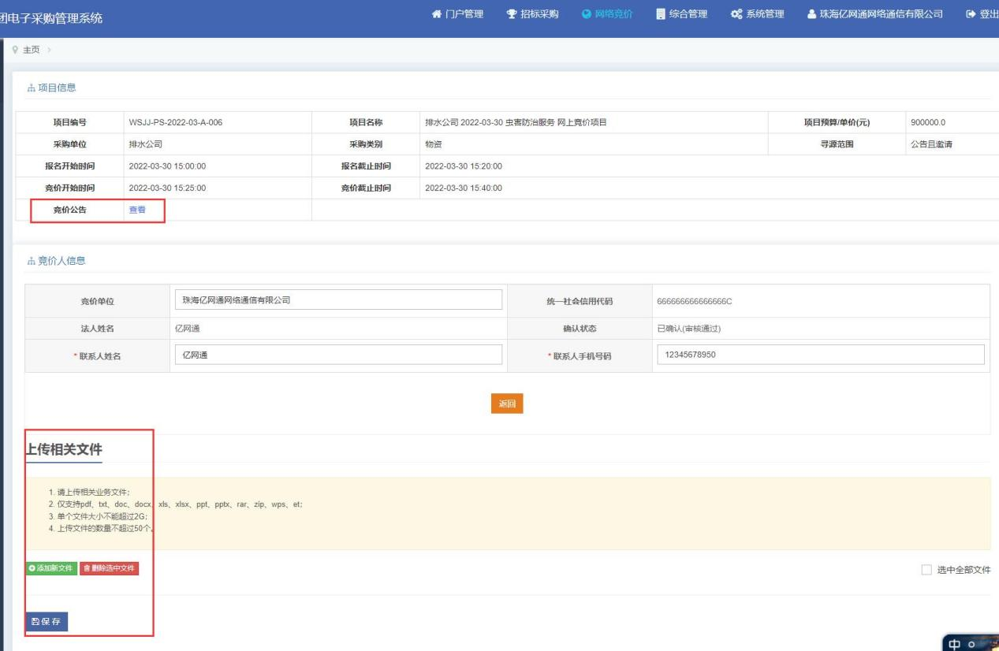 团电子采购管理系统
门户管理 招标采购 网络竞价 综合管理 系统管理 珠海亿网通网络通信有限公司 登出
主页
项目信息
项目编号 WSJJ-PS-2022-03-A-006 项目名称 排水公司 2022-03-30 虫害防治服务 网上竞价项目 项目预算/单价(元) 900000.0
采购单位 排水公司 采购类别 物资 寻源范围 公告且邀请
报名开始时间 2022-03-30 15:00:00 报名截止时间 2022-03-30 15:20:00
竞价开始时间 2022-03-30 15:25:00 竞价截止时间 2022-03-30 15:40:00
竞价公告 查看
竞价人信息
竞价单位 珠海亿网通网络通信有限公司 统一社会信用代码 666666666666666C
法人姓名 亿网通 确认状态 已确认(审核通过)
* 联系人姓名 亿网通 * 联系人手机号码 12345678950
返回
上传相关文件
1. 请上传相关业务文件;
2. 仅支持pdf、txt、doc、docx、xls、xlsx、ppt、pptx、rar、zip、wps、et;
3. 单个文件大小不能超过2G;
4. 上传文件的数量不超过50个。
添加新文件 删除选中文件 选中全部文件
保存
中